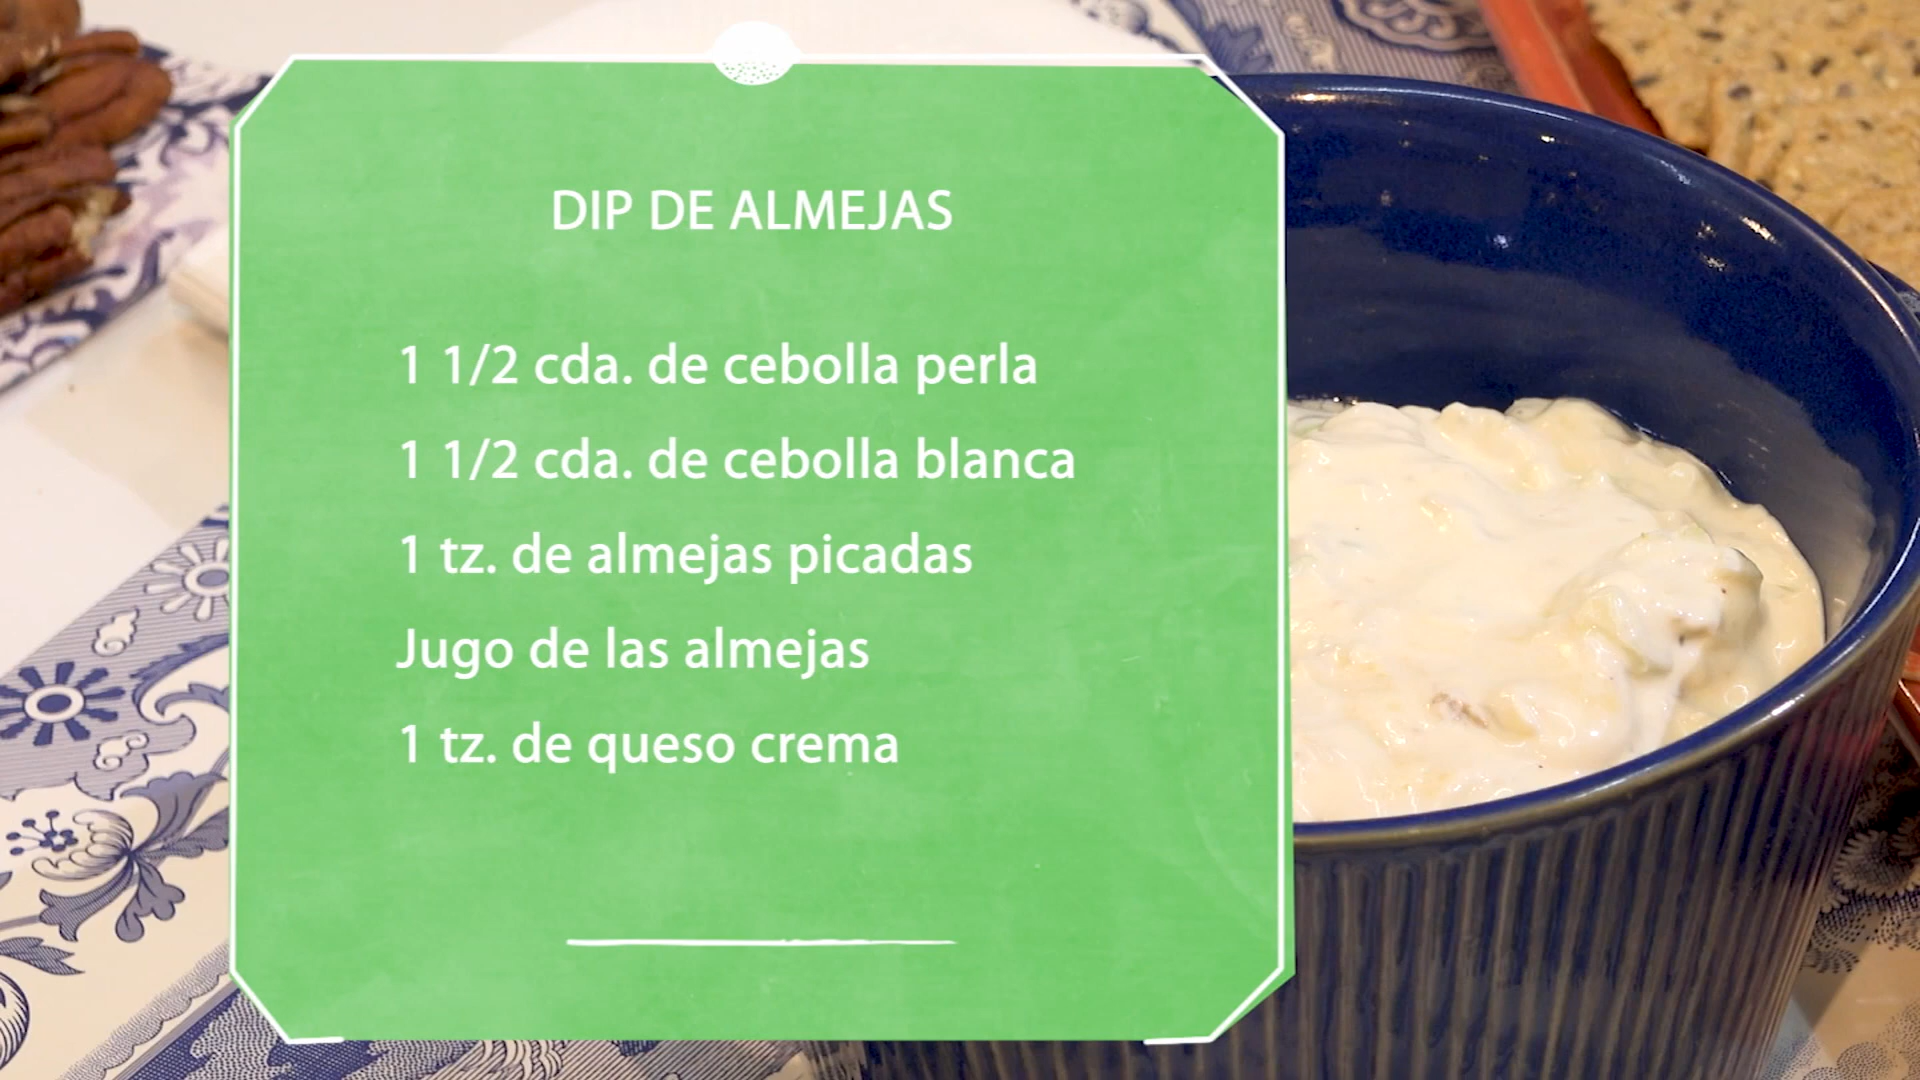 DIP DE ALMEJAS
1 1/2 cda. de cebolla perla
1 1/2 cda. de cebolla blanca
1 tz. de almejas picadas
Jugo de las almejas
1 tz. de queso crema